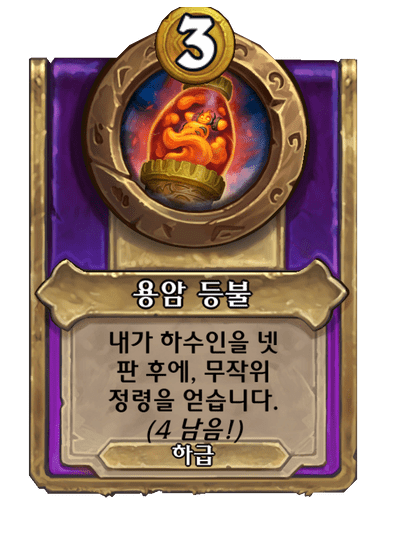 3
용암 등불
내가 하수인을 넷
판 후에, 무작위
정령을 얻습니다.
(4 남음!)
하급